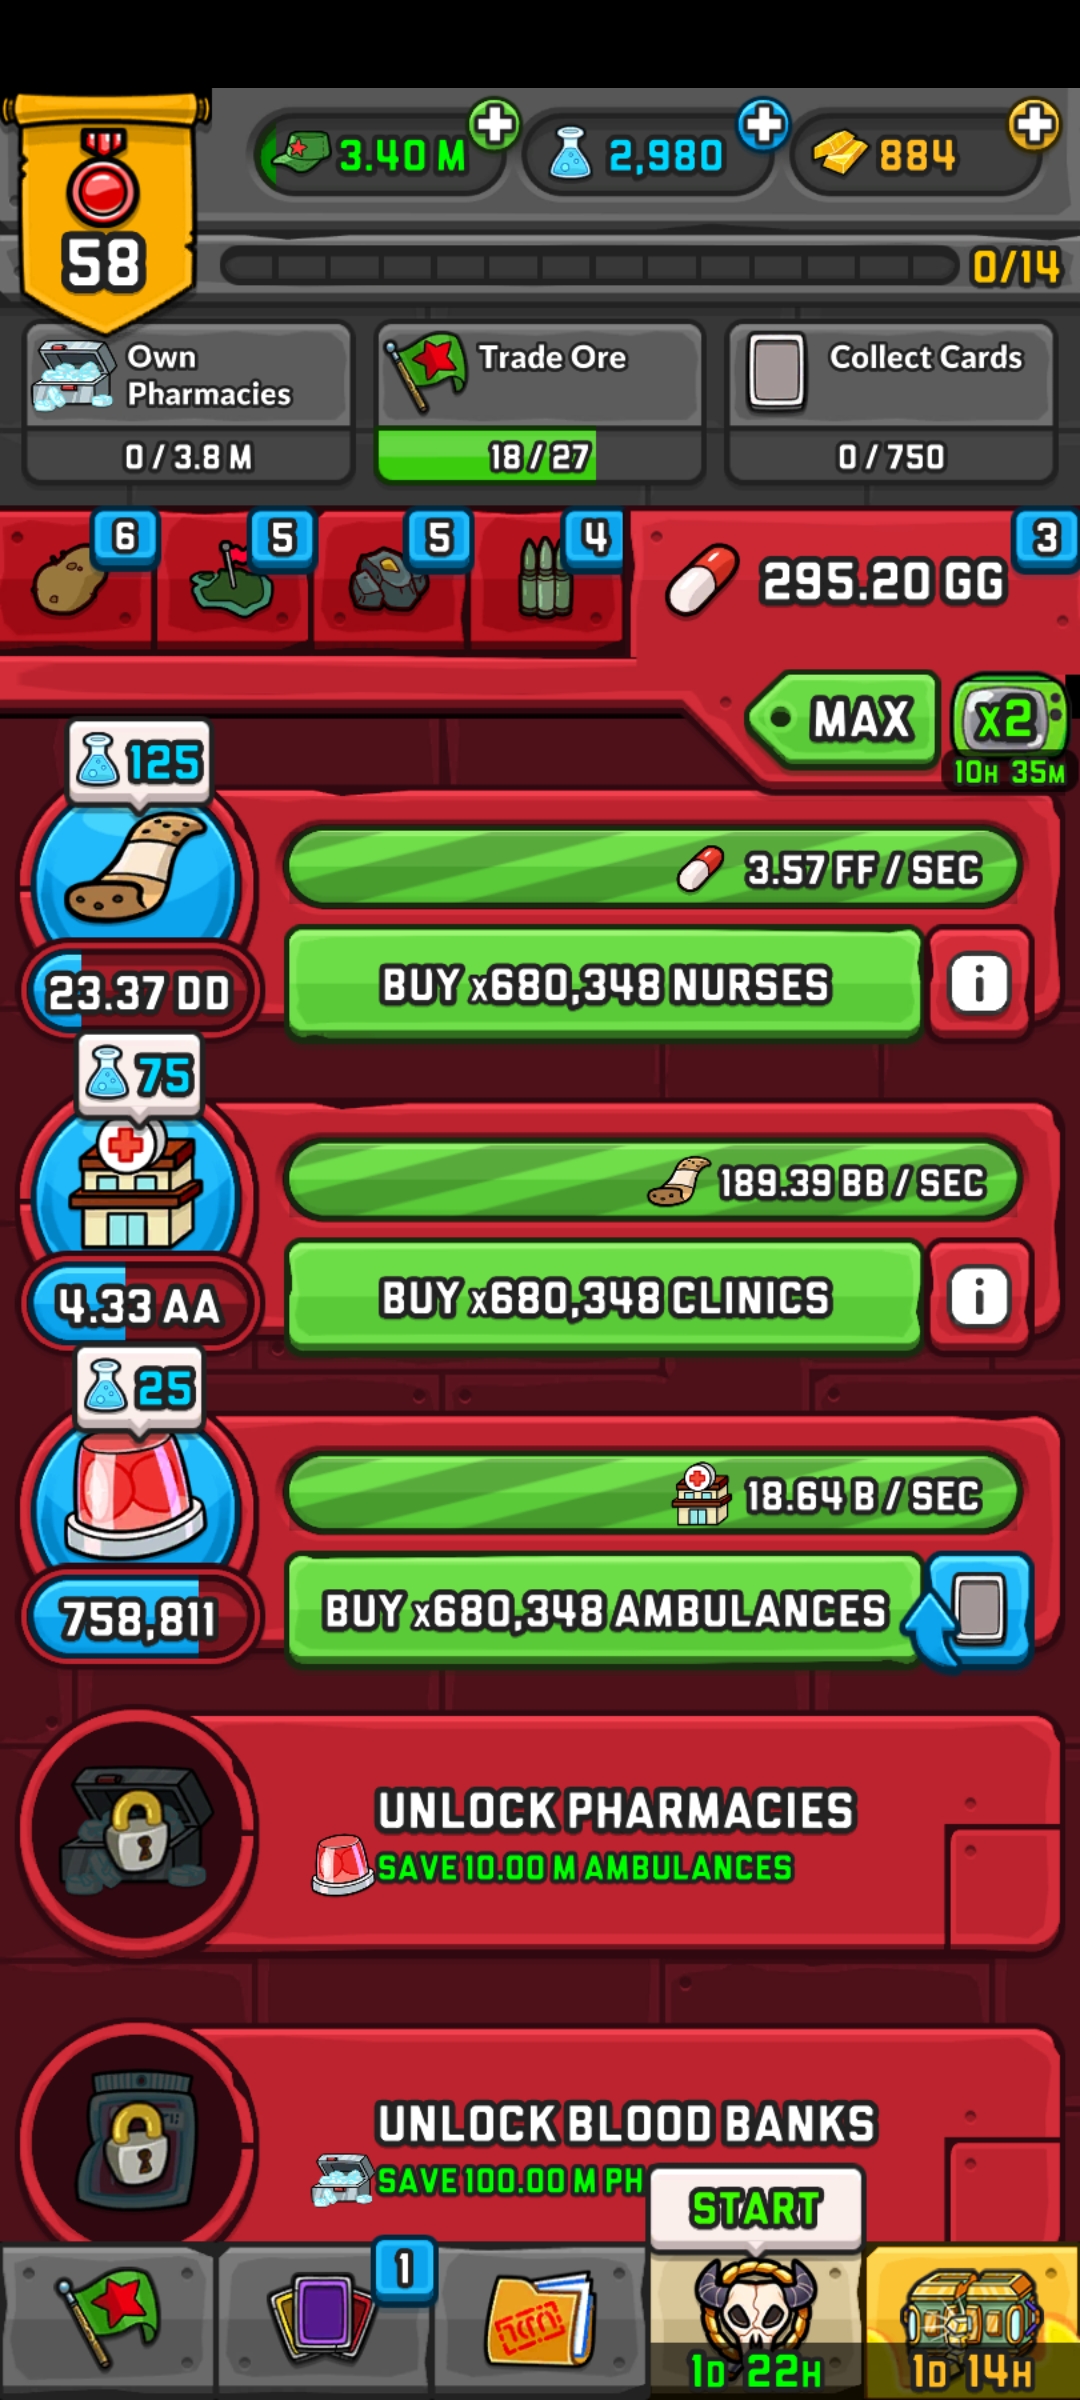 58
3.40 M
2,980
884
0/14
Own
Pharmacies
0 / 3.8 M
Trade Ore
18 / 27
Collect Cards
0 / 750
6
5
5
4
3
295.20 GG
MAX
x2
10H 35M
125
3.57 FF / SEC
23.37 DD
BUY x680,348 NURSES
i
75
189.39 BB / SEC
4.33 AA
BUY x680,348 CLINICS
i
25
18.64 B / SEC
758,811
BUY x680,348 AMBULANCES
UNLOCK PHARMACIES
SAVE 10.00 M AMBULANCES
UNLOCK BLOOD BANKS
SAVE 100.00 M PH
START
1
1D 22H
1D 14H